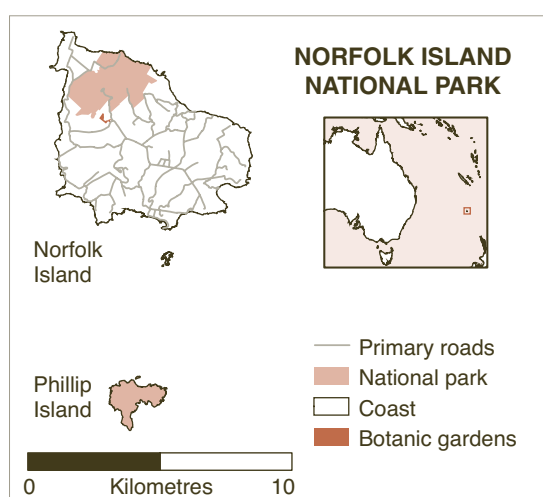 NORFOLK ISLAND
NATIONAL PARK
Norfolk
Island
Phillip
Island
Primary roads
National park
Coast
Botanic gardens
0 Kilometres 10